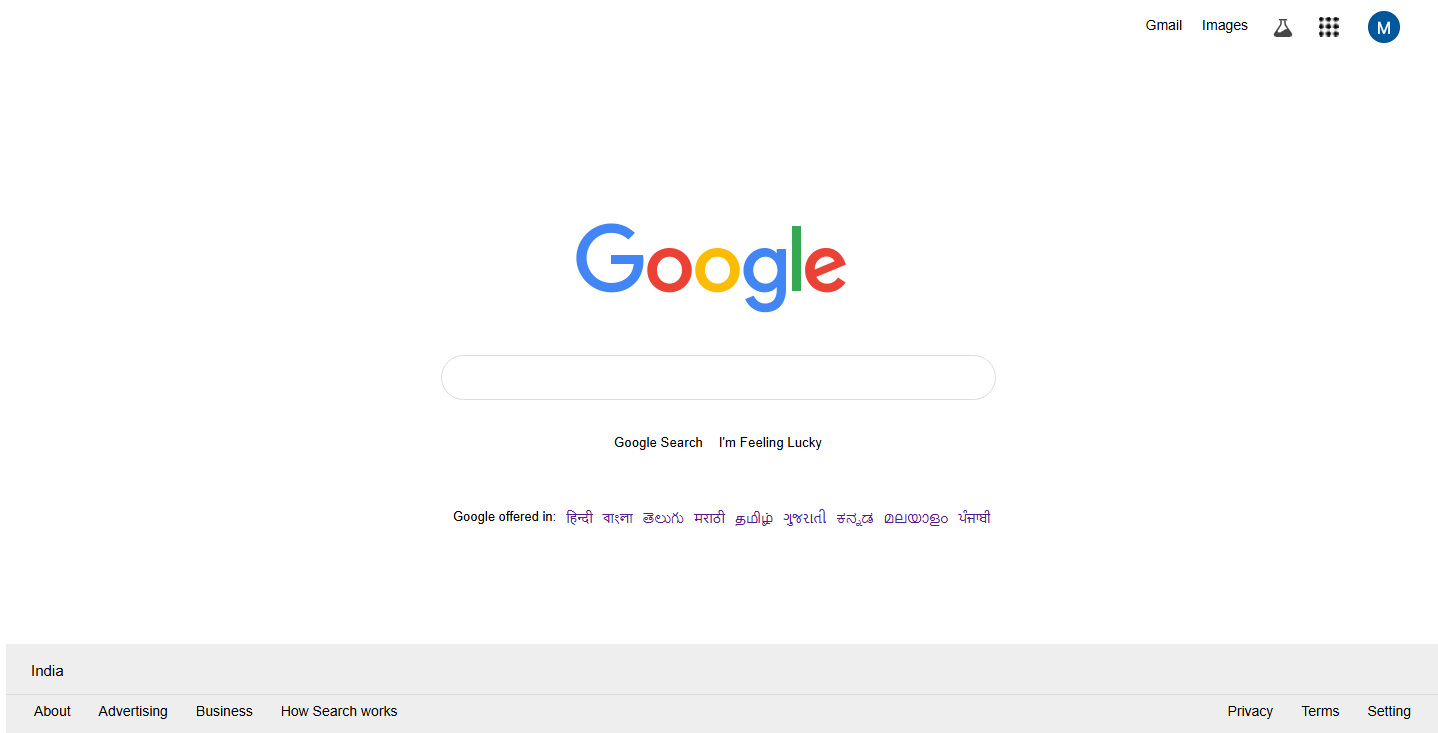 Gmail Images M
Google
Google Search I'm Feeling Lucky
Google offered in: हिन्दी বাংলা తెలుగు मराठी தமிழ் ગુજરાતી ಕನ್ನಡ മലയാളം ਪੰਜਾਬੀ
India
About Advertising Business How Search works Privacy Terms Setting